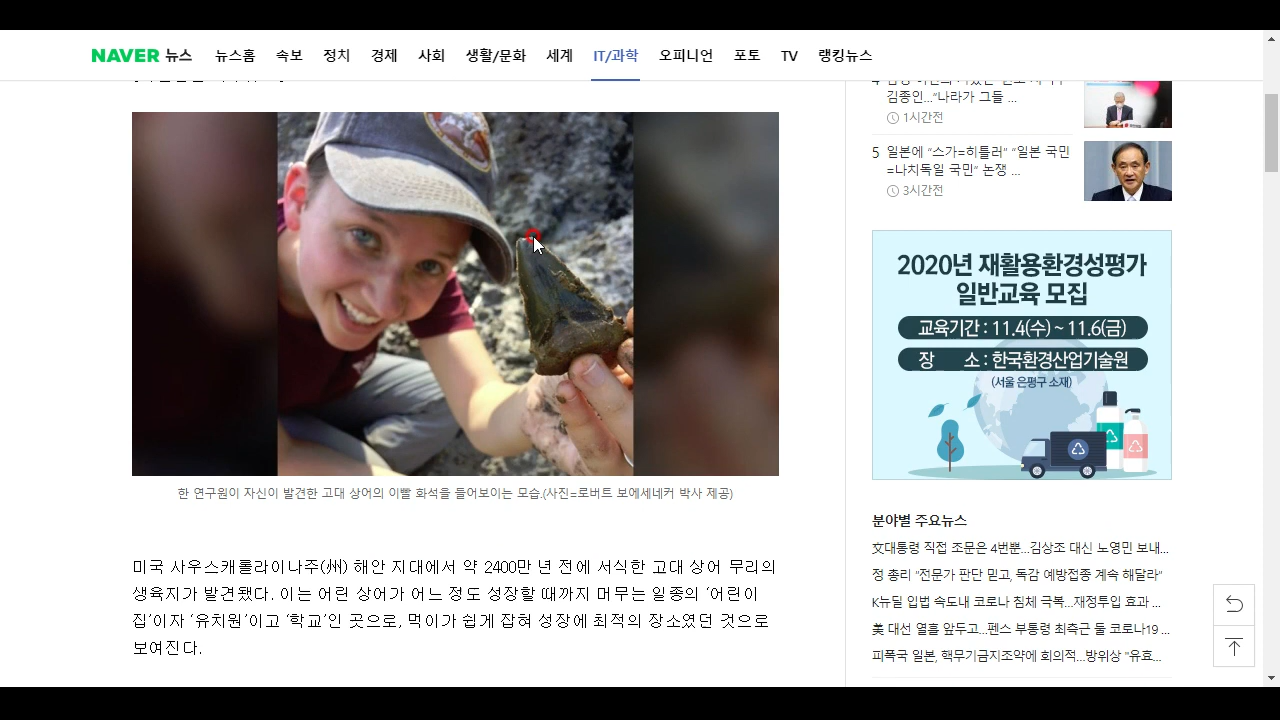 NAVER 뉴스 뉴스홈 속보 정치 경제 사회 생활/문화 세계 IT/과학 오피니언 포토 TV 랭킹뉴스
김종인…“나라가 그들 ...
1시간전
5 일본에 “스가=히틀러” “일본 국민
=나치독일 국민” 논쟁 ...
3시간전
2020년 재활용환경성평가
일반교육 모집
교육기간 : 11.4(수) ~ 11.6(금)
장 소 : 한국환경산업기술원
(서울 은평구 소재)
한 연구원이 자신이 발견한 고대 상어의 이빨 화석을 들어보이는 모습.(사진=로버트 보에세네커 박사 제공)
미국 사우스캐롤라이나주(州) 해안 지대에서 약 2400만 년 전에 서식한 고대 상어 무리의
생육지가 발견됐다. 이는 어린 상어가 어느 정도 성장할 때까지 머무는 일종의 ‘어린이
집’이자 ‘유치원’이고 ‘학교’인 곳으로, 먹이가 쉽게 잡혀 성장에 최적의 장소였던 것으로
보여진다.
분야별 주요뉴스
文대통령 직접 조문은 4번뿐…김상조 대신 노영민 보내...
정 총리 “전문가 판단 믿고, 독감 예방접종 계속 해달라”
K뉴딜 입법 속도내 코로나 침체 극복…재정투입 효과 ...
美 대선 열흘 앞두고…펜스 부통령 최측근 둘 코로나19 ...
피폭국 일본, 핵무기금지조약에 회의적…방위상 "유효...